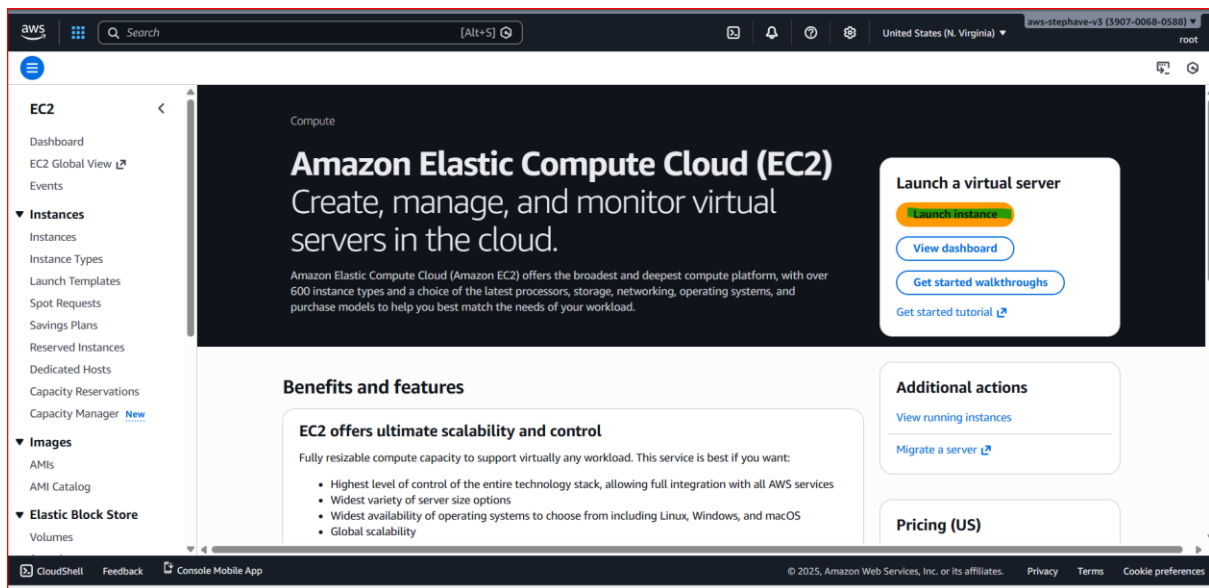 aws
Search
[Alt+S]
United States (N. Virginia) ▼
aws-stephave-v3 (3907-0068-0588) ▼
root
EC2
Dashboard
EC2 Global View
Events
▼ Instances
Instances
Instance Types
Launch Templates
Spot Requests
Savings Plans
Reserved Instances
Dedicated Hosts
Capacity Reservations
Capacity Manager New
▼ Images
AMIs
AMI Catalog
▼ Elastic Block Store
Volumes
Compute
Amazon Elastic Compute Cloud (EC2)
Create, manage, and monitor virtual
servers in the cloud.
Amazon Elastic Compute Cloud (Amazon EC2) offers the broadest and deepest compute platform, with over
600 instance types and a choice of the latest processors, storage, networking, operating systems, and
purchase models to help you best match the needs of your workload.
Launch a virtual server
Launch instance
View dashboard
Get started walkthroughs
Get started tutorial
Benefits and features
EC2 offers ultimate scalability and control
Fully resizable compute capacity to support virtually any workload. This service is best if you want:
• Highest level of control of the entire technology stack, allowing full integration with all AWS services
• Widest variety of server size options
• Widest availability of operating systems to choose from including Linux, Windows, and macOS
• Global scalability
Additional actions
View running instances
Migrate a server
Pricing (US)
CloudShell Feedback Console Mobile App
© 2025, Amazon Web Services, Inc. or its affiliates. Privacy Terms Cookie preferences